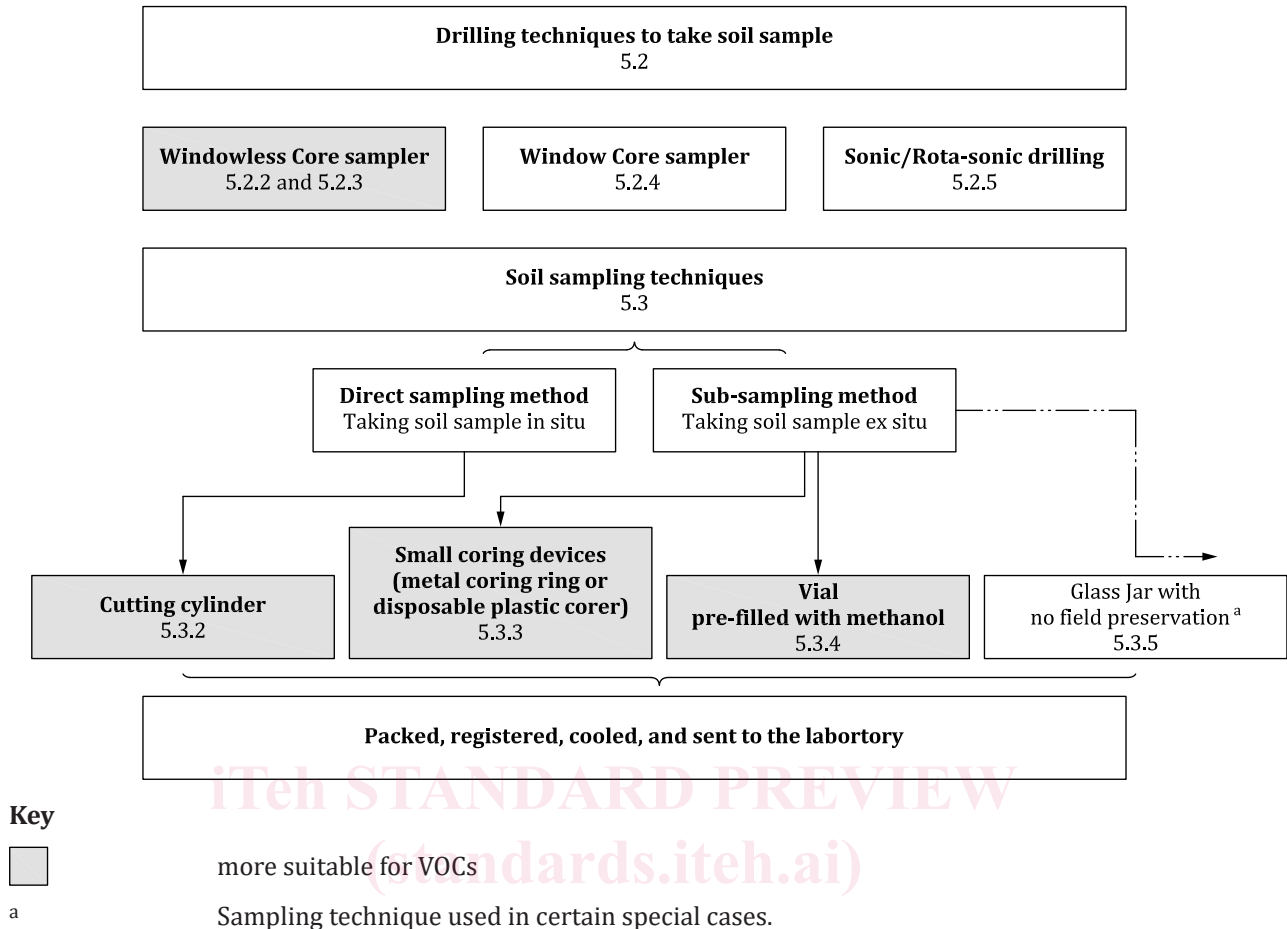 Drilling techniques to take soil sample
5.2
Windowless Core sampler
5.2.2 and 5.2.3
Window Core sampler
5.2.4
Sonic/Rota-sonic drilling
5.2.5
Soil sampling techniques
5.3
Direct sampling method
Taking soil sample in situ
Sub-sampling method
Taking soil sample ex situ
Cutting cylinder
5.3.2
Small coring devices
(metal coring ring or
disposable plastic corer)
5.3.3
Vial
pre-filled with methanol
5.3.4
Glass Jar with
no field preservation a
5.3.5
Packed, registered, cooled, and sent to the labortory
iTeh STANDARD PREVIEW
(standards.iteh.ai)
Key
more suitable for VOCs
a Sampling technique used in certain special cases.